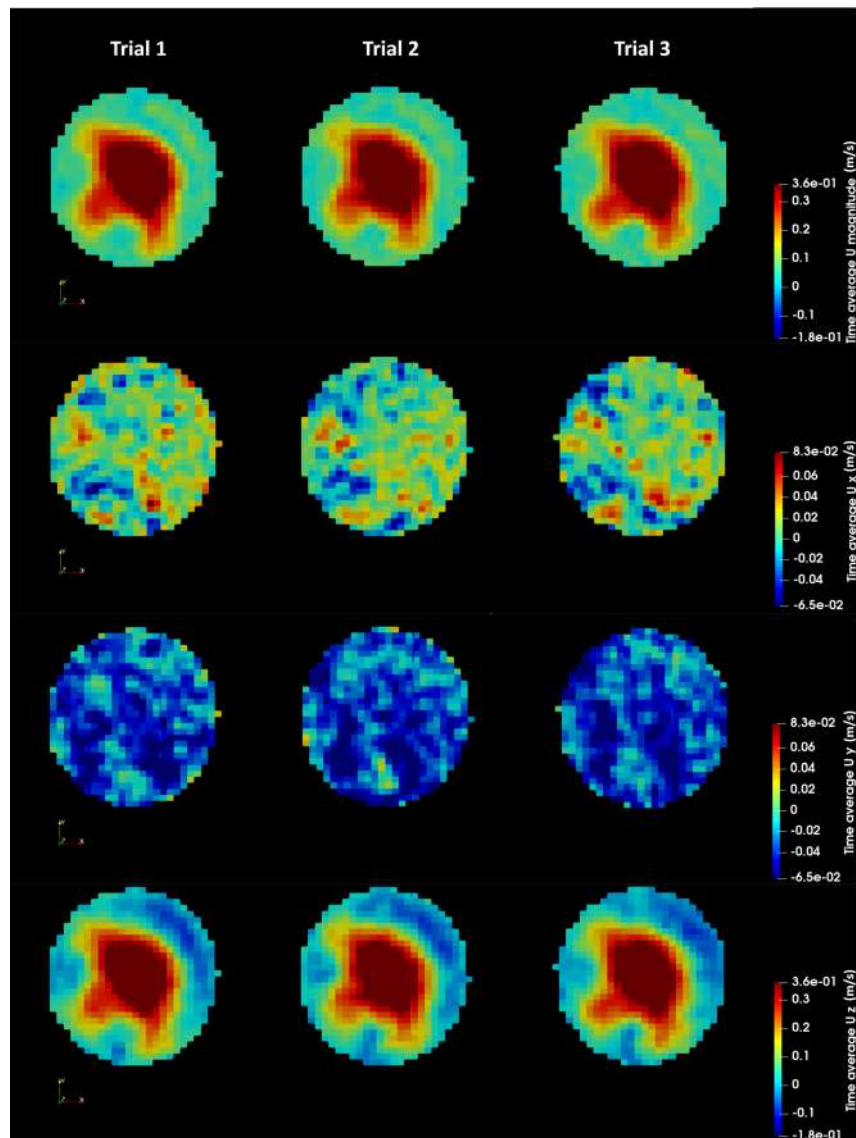 Trial 1 Trial 2 Trial 3
Time average U magnitude (m/s)
3.6e-01
0.3
0.2
0.1
0
-0.1
-1.8e-01
Time average U x (m/s)
8.3e-02
0.06
0.04
0.02
0
-0.02
-0.04
-6.5e-02
Time average U y (m/s)
8.3e-02
0.06
0.04
0.02
0
-0.02
-0.04
-6.5e-02
Time average U z (m/s)
3.6e-01
0.3
0.2
0.1
0
-0.1
-1.8e-01